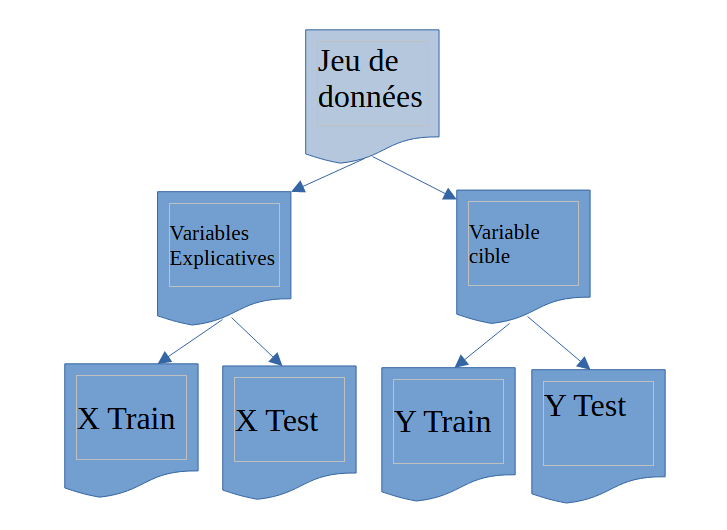 Jeu de
données
Variables
Explicatives
Variable
cible
X Train
X Test
Y Train
Y Test